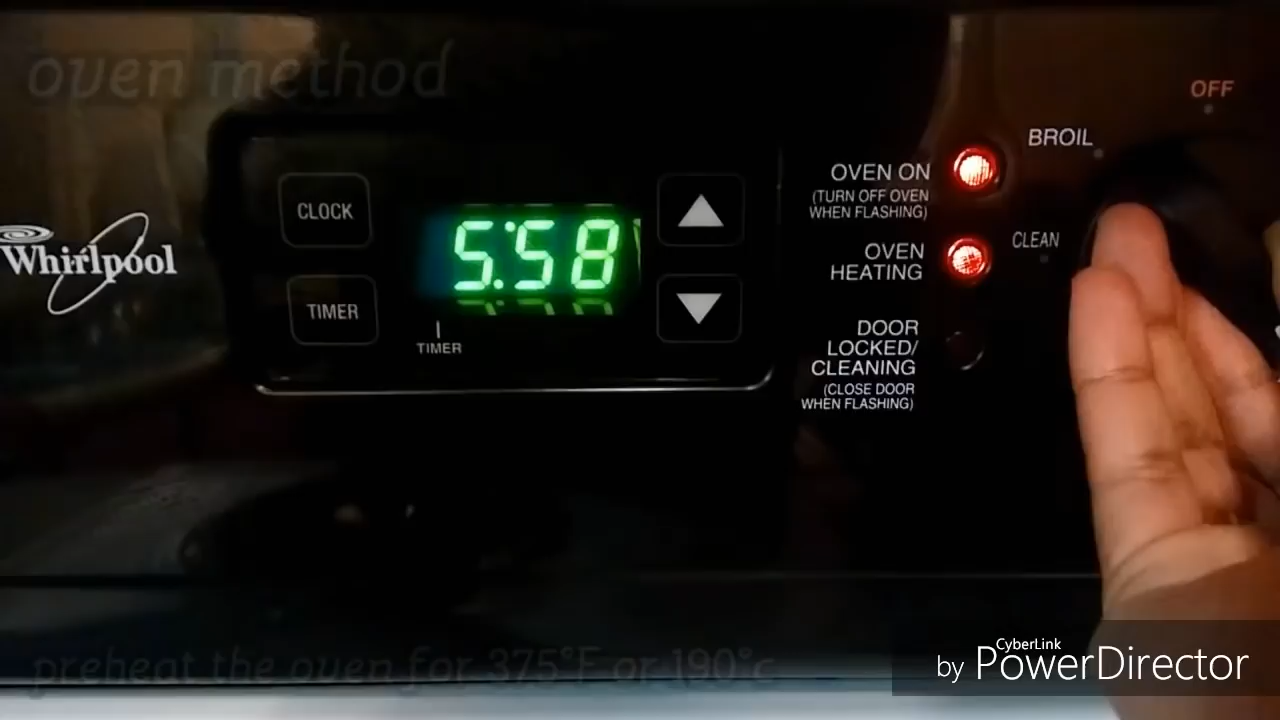 oven method
OFF
BROIL
CLOCK
5:58
OVEN ON
(TURN OFF OVEN
WHEN FLASHING)
Whirlpool
CLEAN
OVEN
HEATING
TIMER
TIMER
DOOR
LOCKED/
CLEANING
(CLOSE DOOR
WHEN FLASHING)
preheat the oven for 375°F or 190°c
CyberLink
by PowerDirector